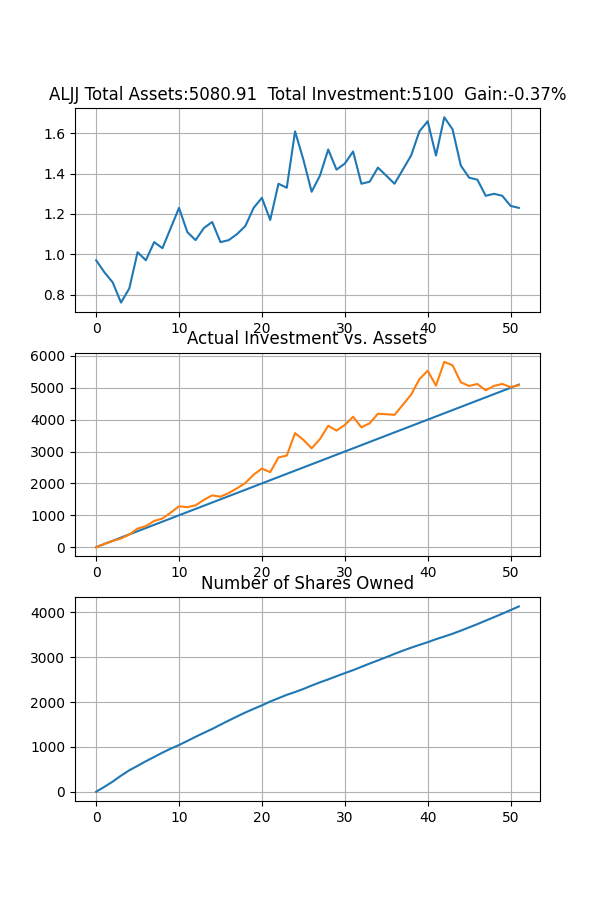 ALJJ Total Assets:5080.91  Total Investment:5100  Gain:-0.37%
1.6
1.4
1.2
1.0
0.8
0 10 20 30 40 50
Actual Investment vs. Assets
6000
5000
4000
3000
2000
1000
0
0 10 20 30 40 50
Number of Shares Owned
4000
3000
2000
1000
0
0 10 20 30 40 50